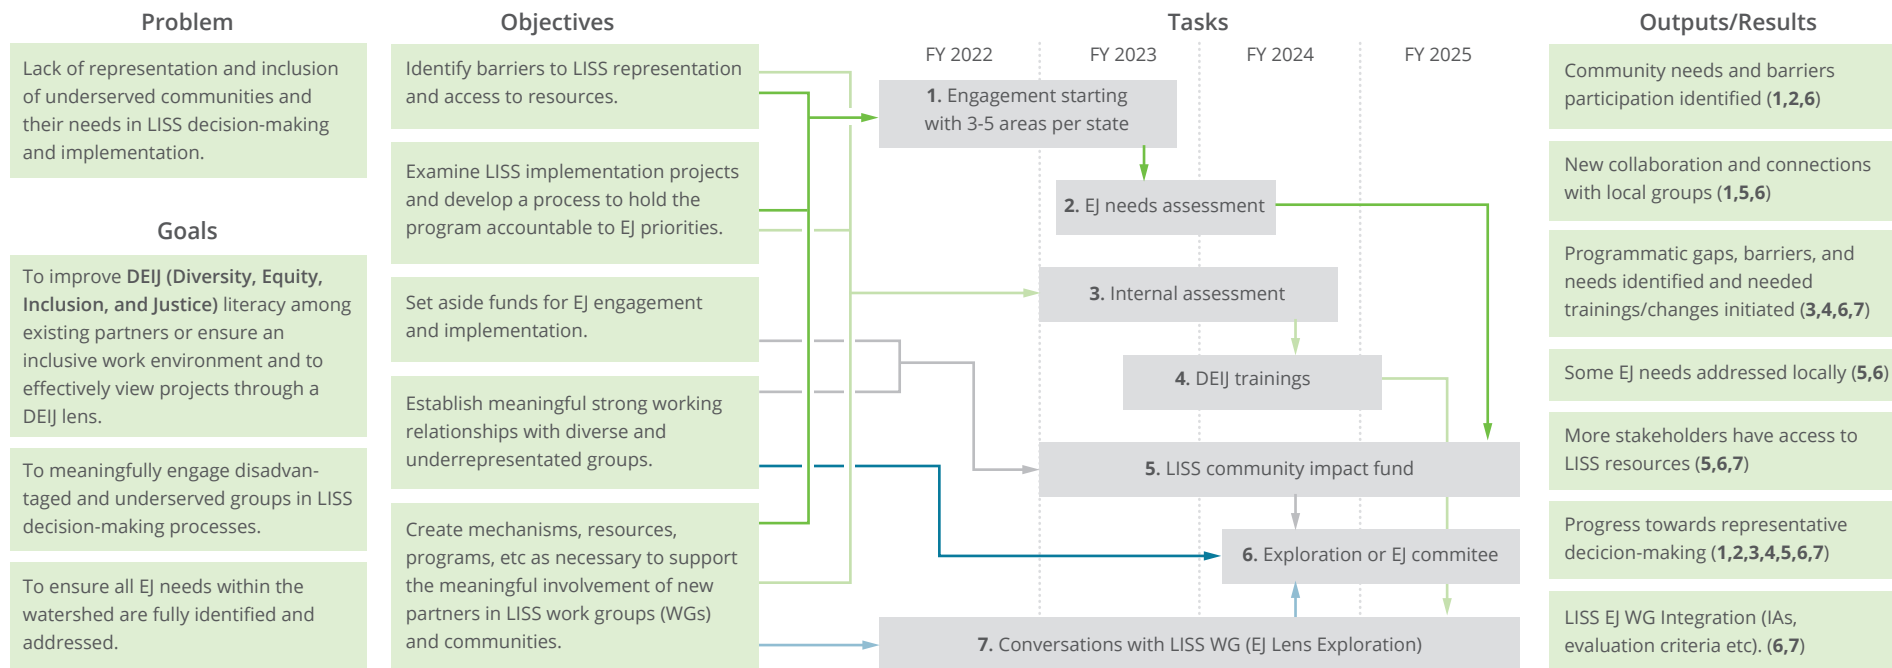 Problem
Lack of representation and inclusion
of underserved communities and
their needs in LISS decision-making
and implementation.
Goals
To improve DEIJ (Diversity, Equity,
Inclusion, and Justice) literacy among
existing partners or ensure an
inclusive work environment and to
effectively view projects through a
DEIJ lens.
To meaningfully engage disadvan-
taged and underserved groups in LISS
decision-making processes.
To ensure all EJ needs within the
watershed are fully identified and
addressed.
Objectives
Identify barriers to LISS representation
and access to resources.
Examine LISS implementation projects
and develop a process to hold the
program accountable to EJ priorities.
Set aside funds for EJ engagement
and implementation.
Establish meaningful strong working
relationships with diverse and
underrepresented groups.
Create mechanisms, resources,
programs, etc as necessary to support
the meaningful involvement of new
partners in LISS work groups (WGs)
and communities.
Tasks
FY 2022 FY 2023 FY 2024 FY 2025
1. Engagement starting
with 3-5 areas per state
2. EJ needs assessment
3. Internal assessment
4. DEIJ trainings
5. LISS community impact fund
6. Exploration or EJ commitee
7. Conversations with LISS WG (EJ Lens Exploration)
Outputs/Results
Community needs and barriers
participation identified (1,2,6)
New collaboration and connections
with local groups (1,5,6)
Programmatic gaps, barriers, and
needs identified and needed
trainings/changes initiated (3,4,6,7)
Some EJ needs addressed locally (5,6)
More stakeholders have access to
LISS resources (5,6,7)
Progress towards representative
decicion-making (1,2,3,4,5,6,7)
LISS EJ WG Integration (IAs,
evaluation criteria etc). (6,7)